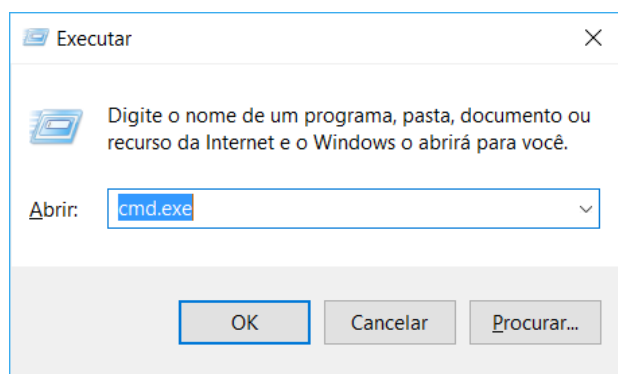 Executar
Digite o nome de um programa, pasta, documento ou
recurso da Internet e o Windows o abrirá para você.
Abrir: cmd.exe
OK Cancelar Procurar...